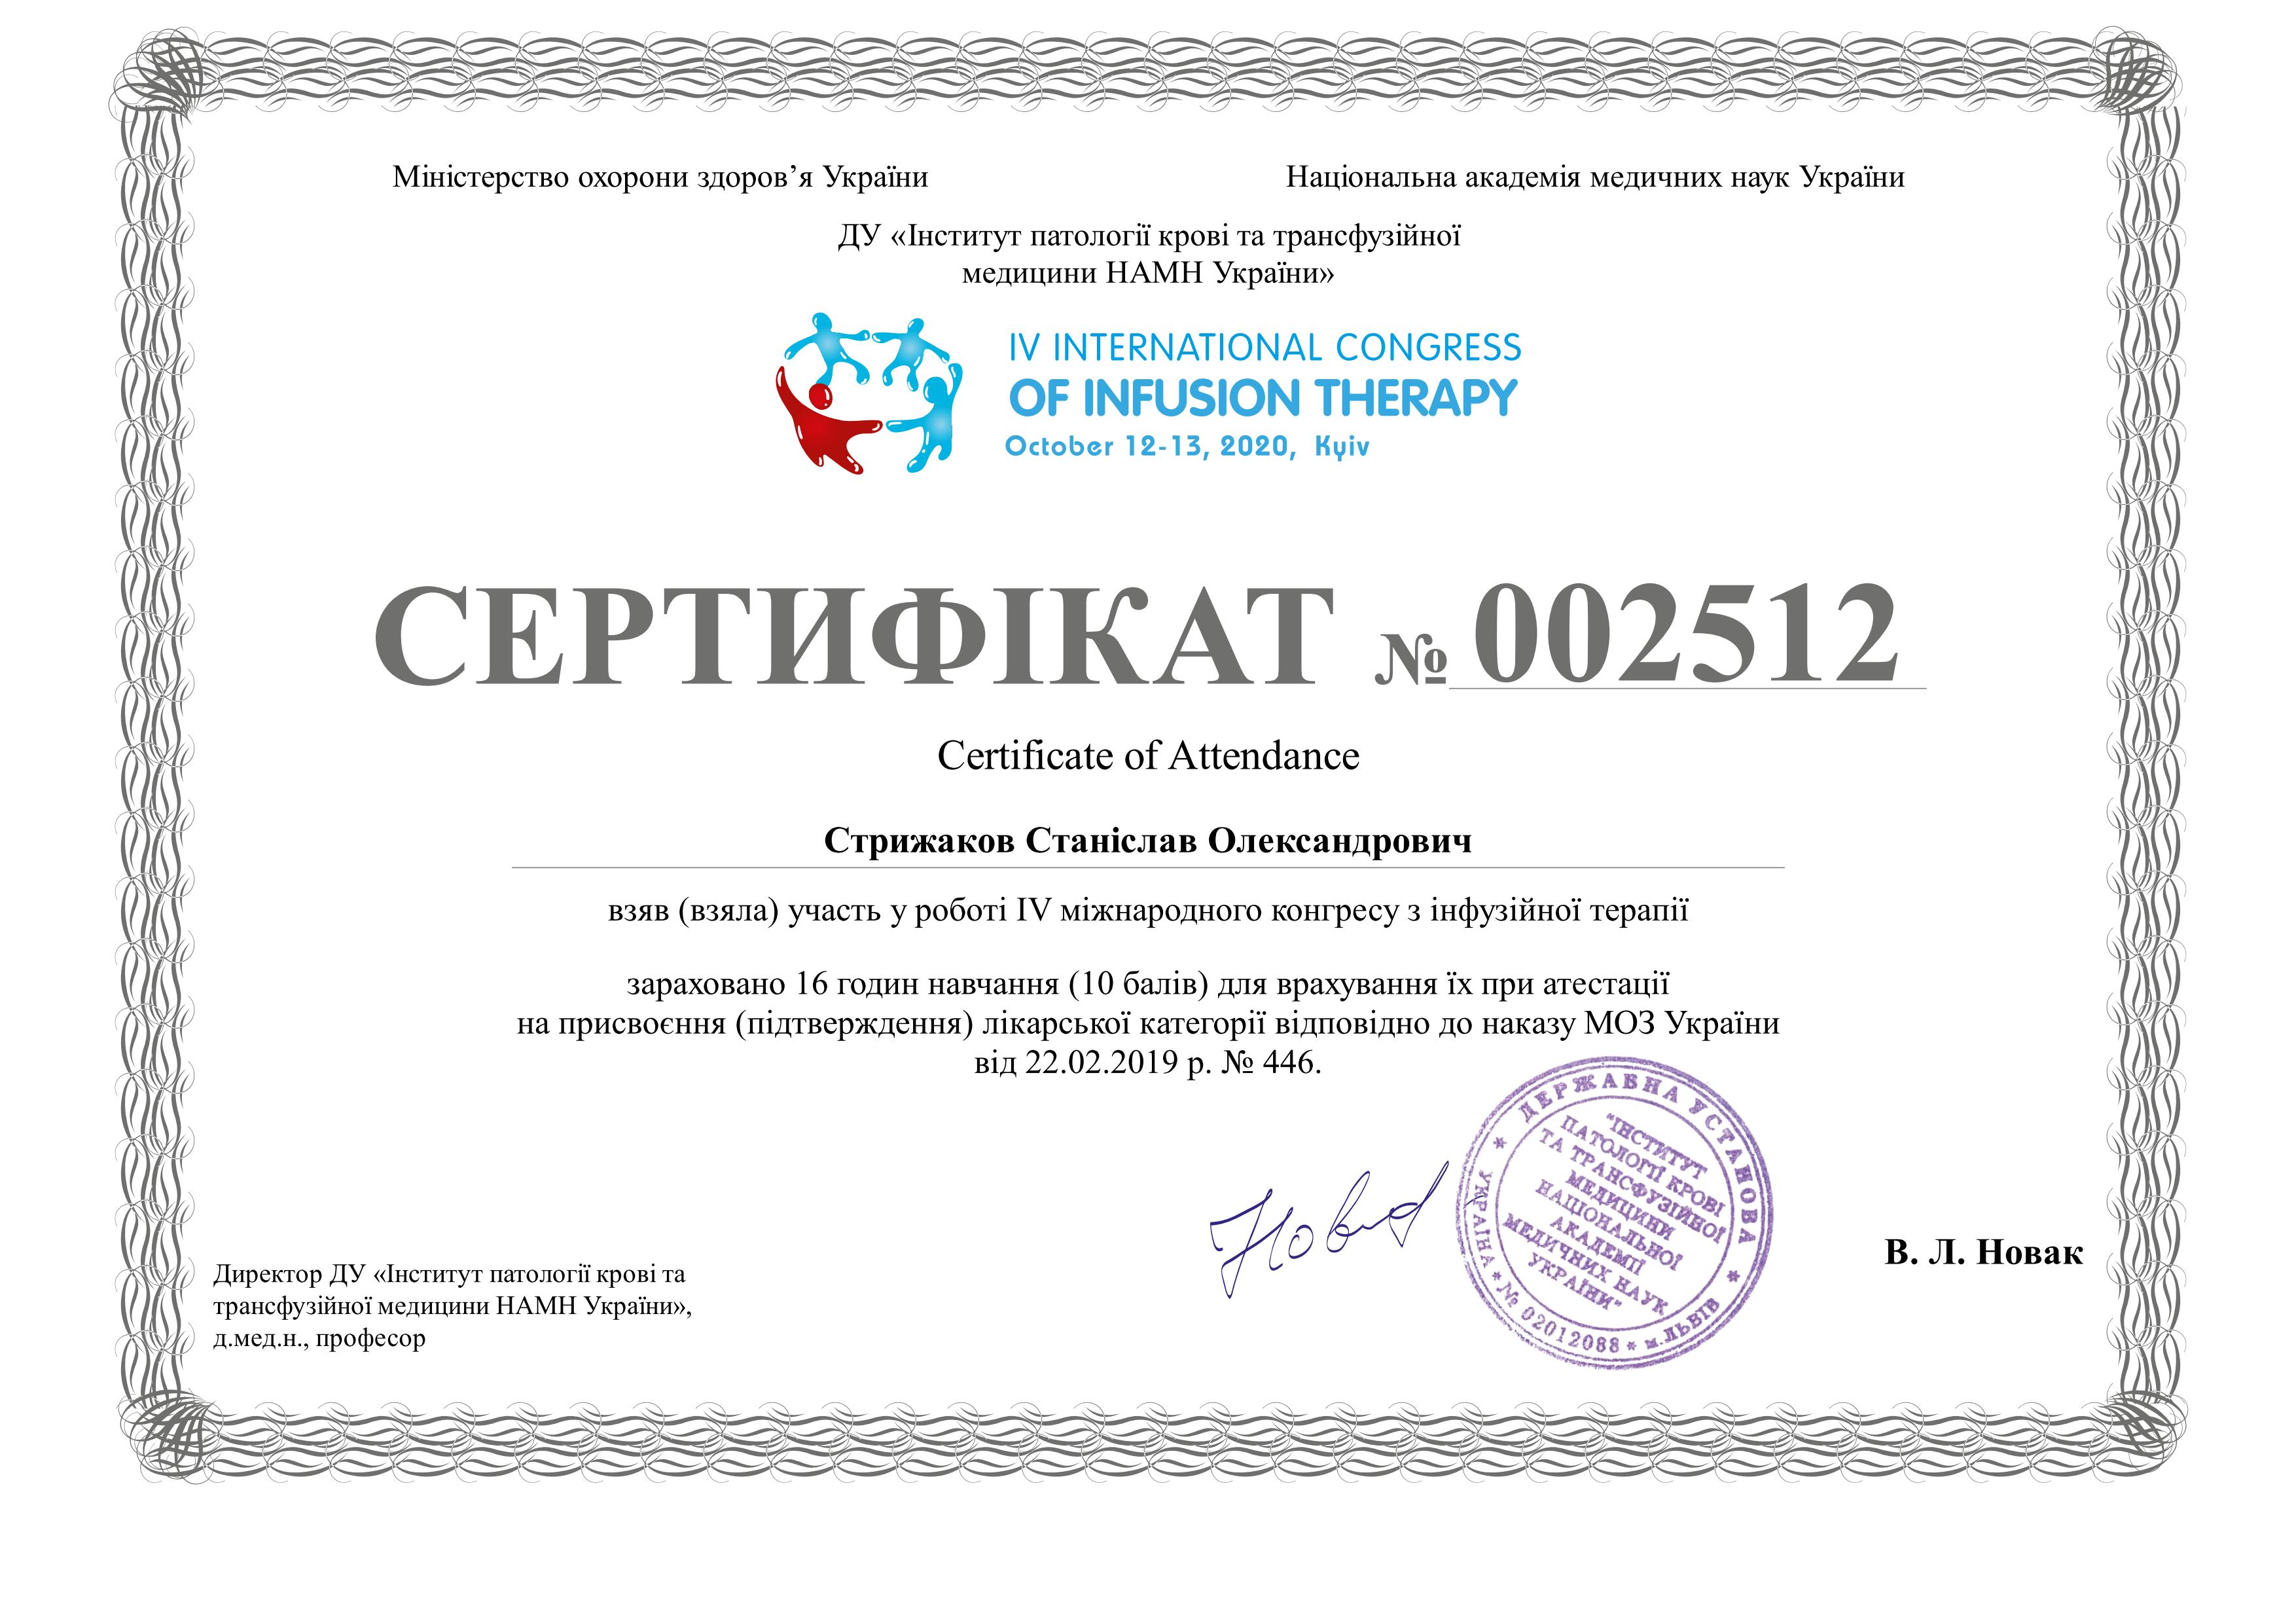 Міністерство охорони здоров’я України
Національна академія медичних наук України
ДУ «Інститут патології крові та трансфузійної
медицини НАМН України»
IV INTERNATIONAL CONGRESS
OF INFUSION THERAPY
October 12-13, 2020, Kyiv
СЕРТИФІКАТ № 002512
Certificate of Attendance
Стрижаков Станіслав Олександрович
взяв (взяла) участь у роботі IV міжнародного конгресу з інфузійної терапії
зараховано 16 годин навчання (10 балів) для врахування їх при атестації
на присвоєння (підтверждення) лікарської категорії відповідно до наказу МОЗ України
від 22.02.2019 р. № 446.
ДЕРЖАВНА УСТАНОВА
"ІНСТИТУТ
ПАТОЛОГІЇ КРОВІ
ТА ТРАНСФУЗІЙНОЇ
МЕДИЦИНИ
НАЦІОНАЛЬНОЇ
АКАДЕМІЇ
МЕДИЧНИХ НАУК
УКРАЇНИ"
УКРАЇНА * № 02012088 * м.ЛЬВІВ
Директор ДУ «Інститут патології крові та
трансфузійної медицини НАМН України»,
д.мед.н., професор
В. Л. Новак